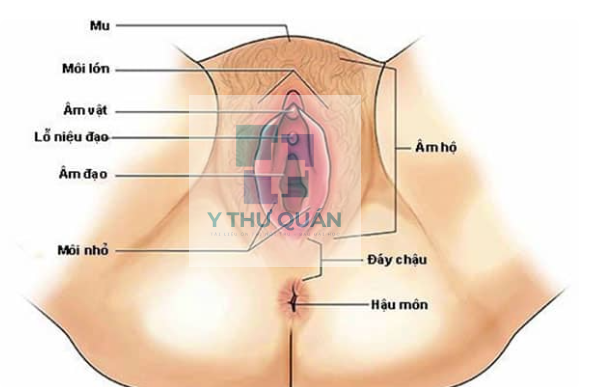 Mu
Môi lớn
Âm vật
Lỗ niệu đạo
Âm đạo
Âm hộ
Y THƯ QUÁN
Môi nhỏ
Đáy chậu
Hậu môn